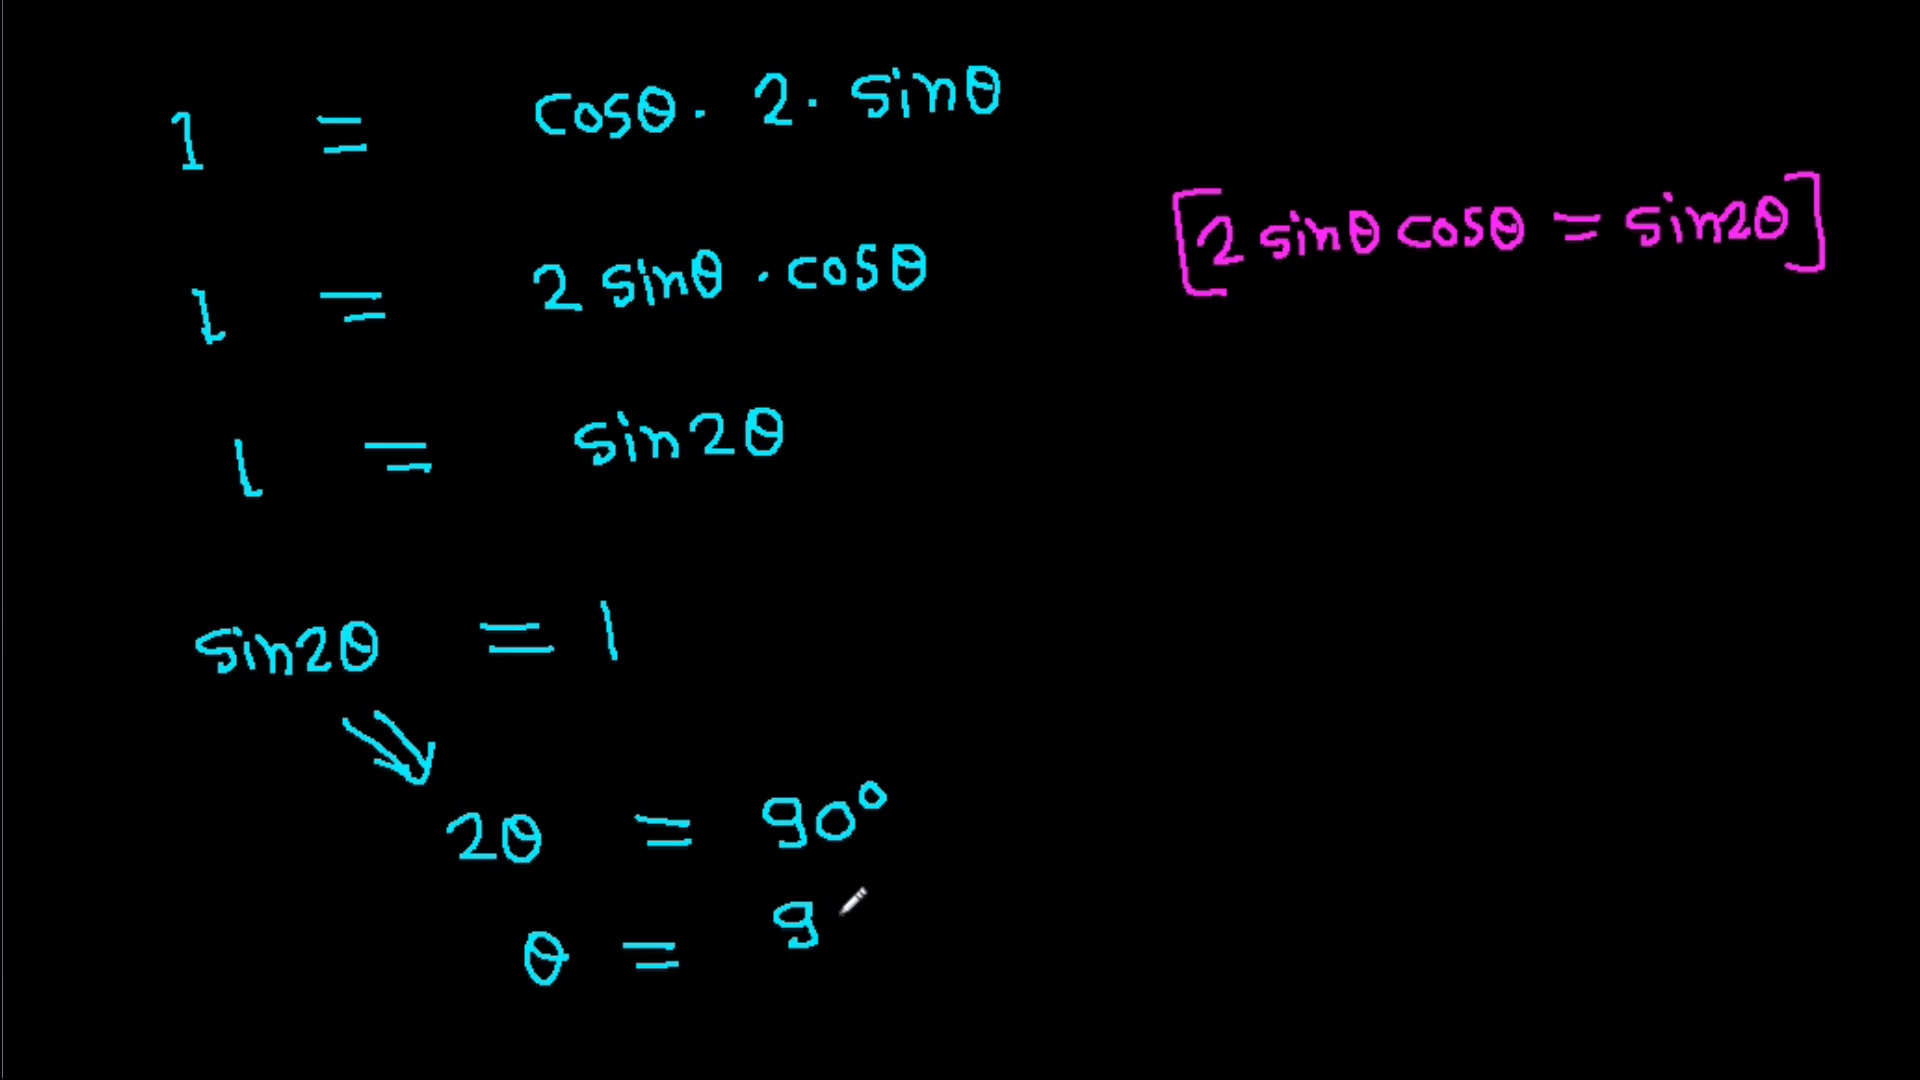 1 = cosθ · 2 · sinθ
1 = 2 sinθ · cosθ
[2 sinθ cosθ = sin2θ]
1 = sin2θ
sin2θ = 1
2θ = 90°
θ = 9